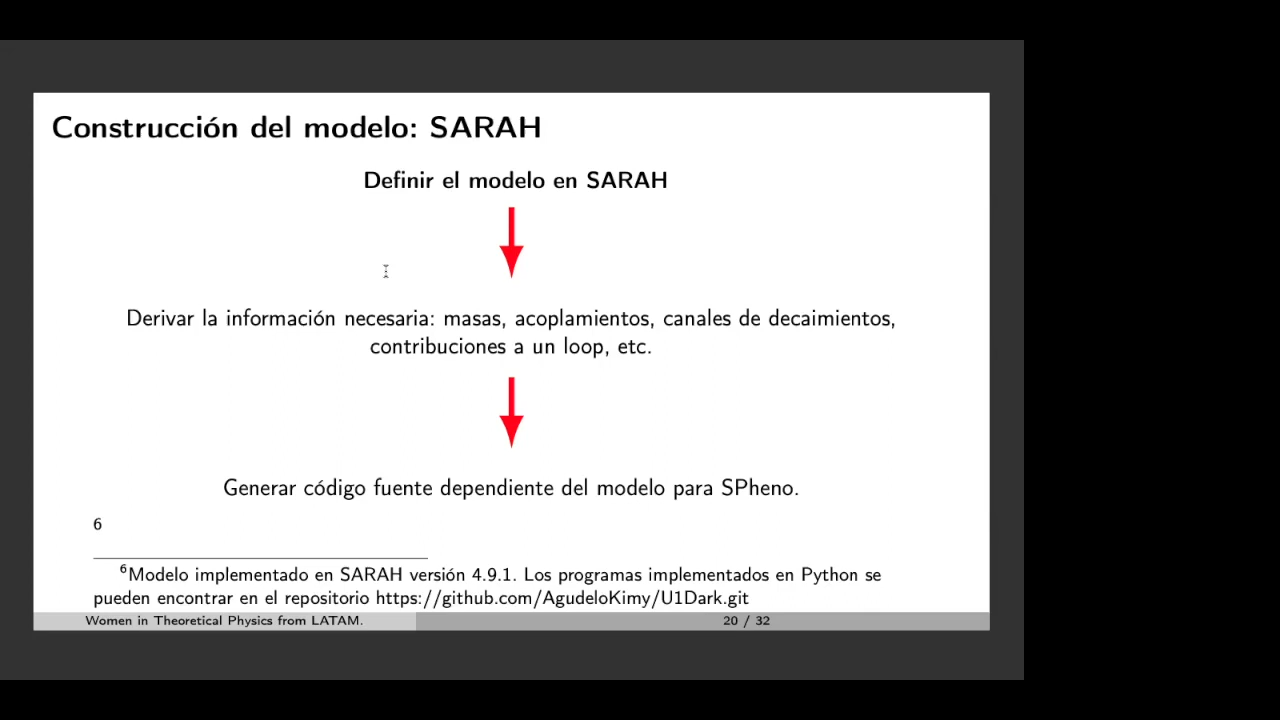 Construcción del modelo: SARAH
Definir el modelo en SARAH
Derivar la información necesaria: masas, acoplamientos, canales de decaimientos,
contribuciones a un loop, etc.
Generar código fuente dependiente del modelo para SPheno.
6
6Modelo implementado en SARAH versión 4.9.1. Los programas implementados en Python se
pueden encontrar en el repositorio https://github.com/AgudeloKimy/U1Dark.git
Women in Theoretical Physics from LATAM. 20 / 32